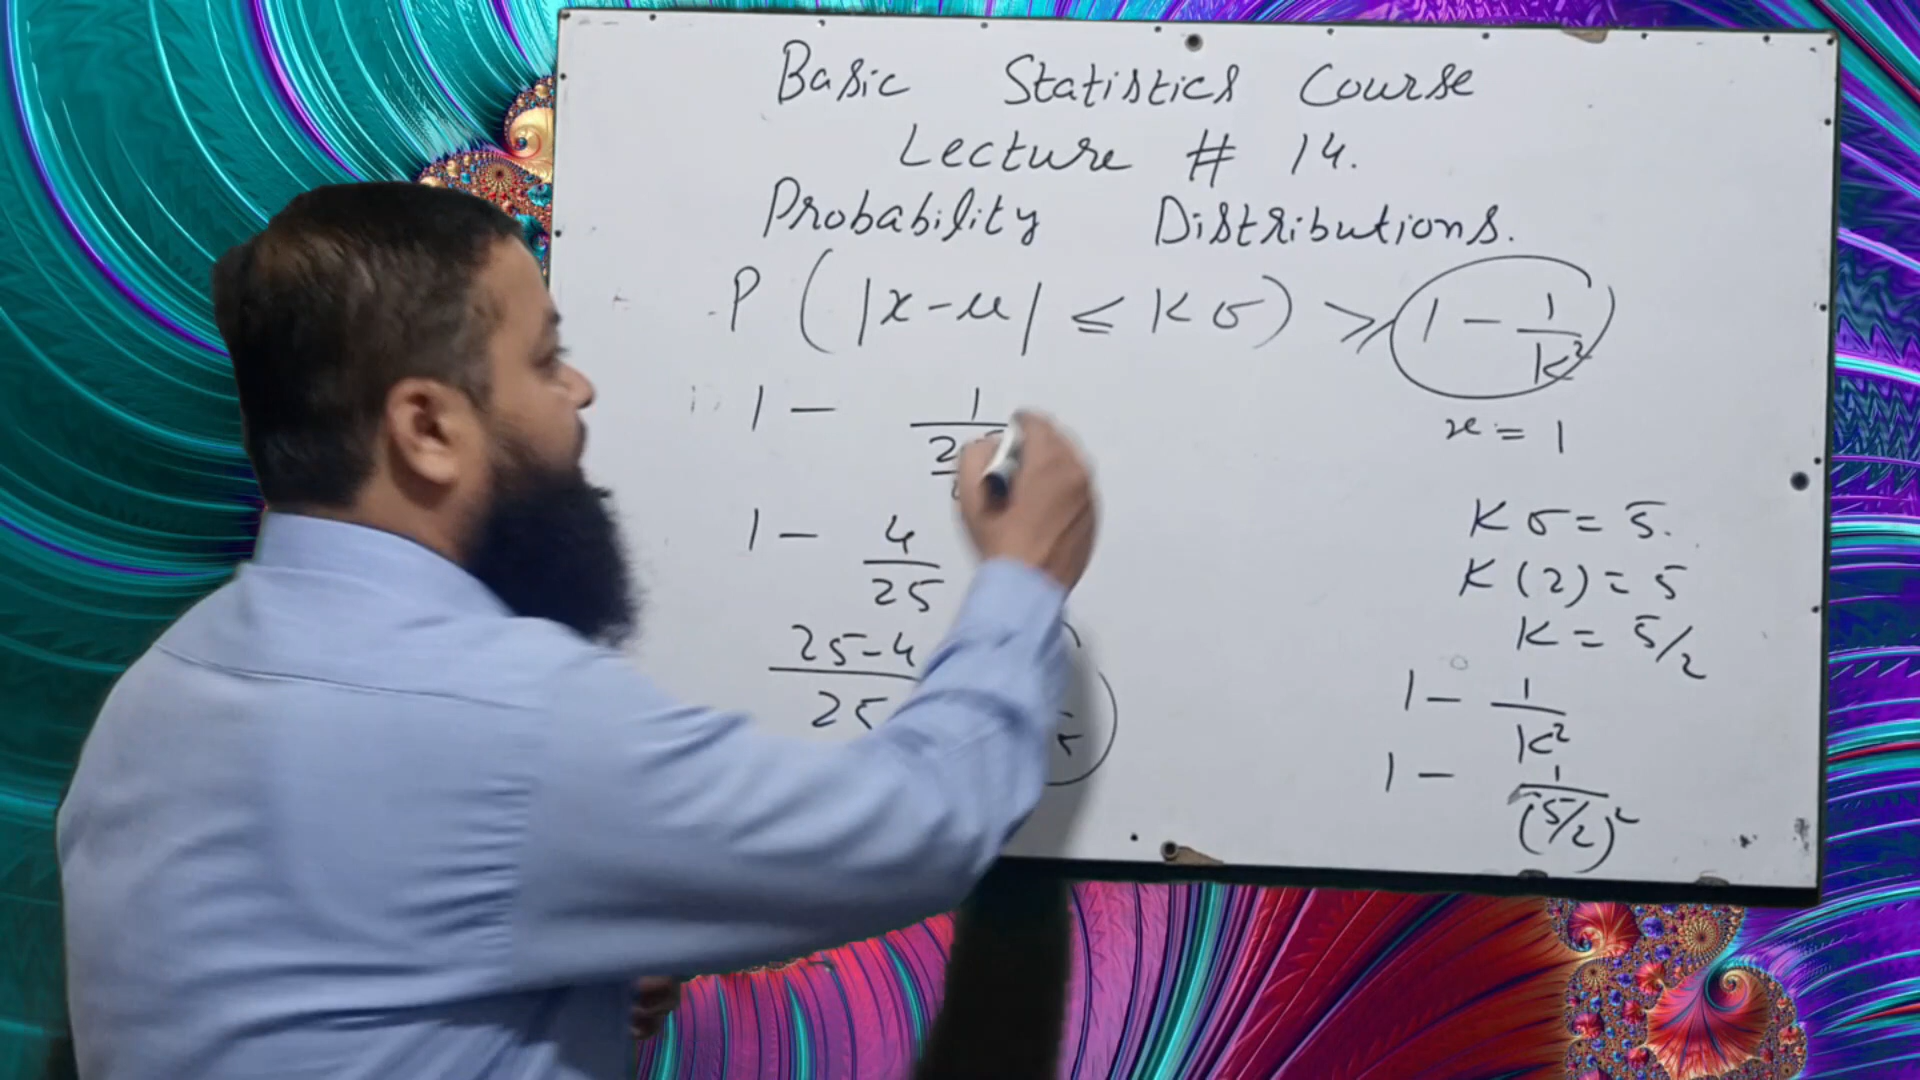 Basic Statistics Course
Lecture # 14.
Probability Distributions.
P ( |x-μ| ≤ Kσ ) ≥ 1 - 1/k²
1 - 1/
x = 1
Kσ = 5.
1 - 4/25
K (2) = 5
K = 5/2
25-4/25
1 - 1/k²
1 - 1/(5/2)²